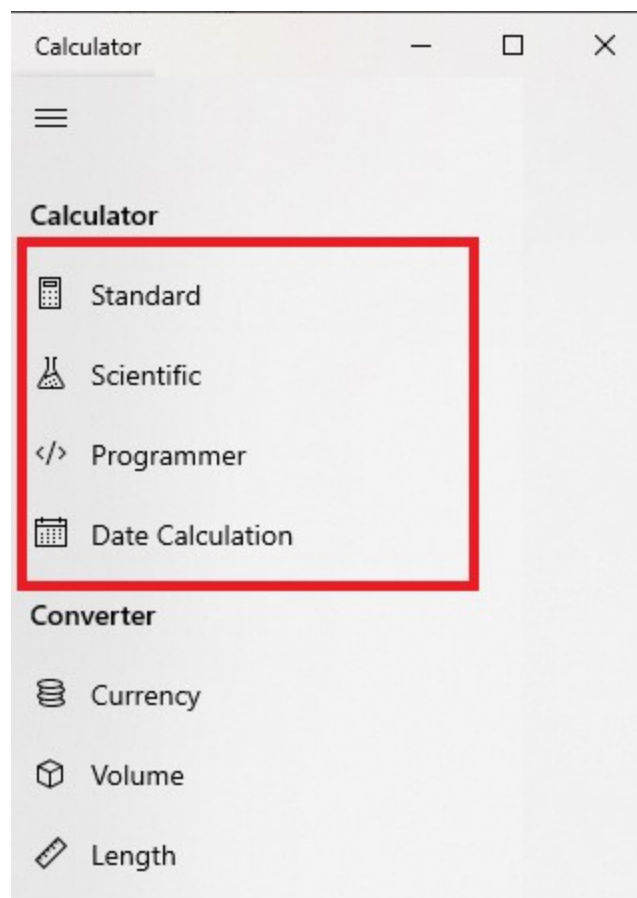 Calculator
Calculator
Standard
Scientific
Programmer
Date Calculation
Converter
Currency
Volume
Length